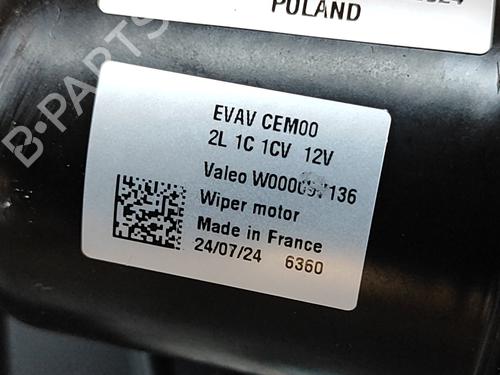 POLAND
EVAV CEM00
2L 1C 1CV 12V
Valeo
Wiper motor
Made in France
24/07/24 6360
B-PARTS